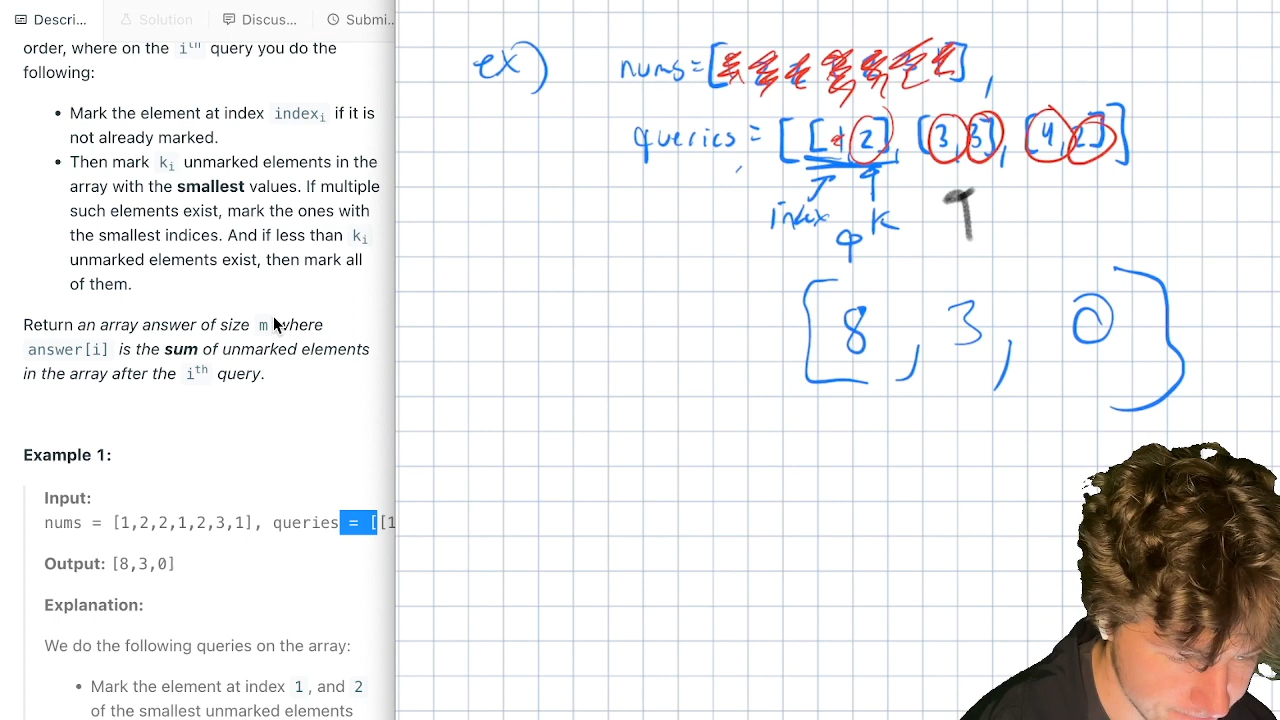 Descri...
Solution
Discus...
Submi...
order, where on the ith query you do the
following:
• Mark the element at index indexi if it is
not already marked.
• Then mark ki unmarked elements in the
array with the smallest values. If multiple
such elements exist, mark the ones with
the smallest indices. And if less than ki
unmarked elements exist, then mark all
of them.
Return an array answer of size m where
answer[i] is the sum of unmarked elements
in the array after the ith query.
Example 1:
Input:
nums = [1,2,2,1,2,3,1], queries = [[1
Output: [8,3,0]
Explanation:
We do the following queries on the array:
• Mark the element at index 1, and 2
of the smallest unmarked elements
ex)
nums = [ ],
queries = [[1, 2], [3, 3], [4, 2]]
index
k
[8, 3, 0]